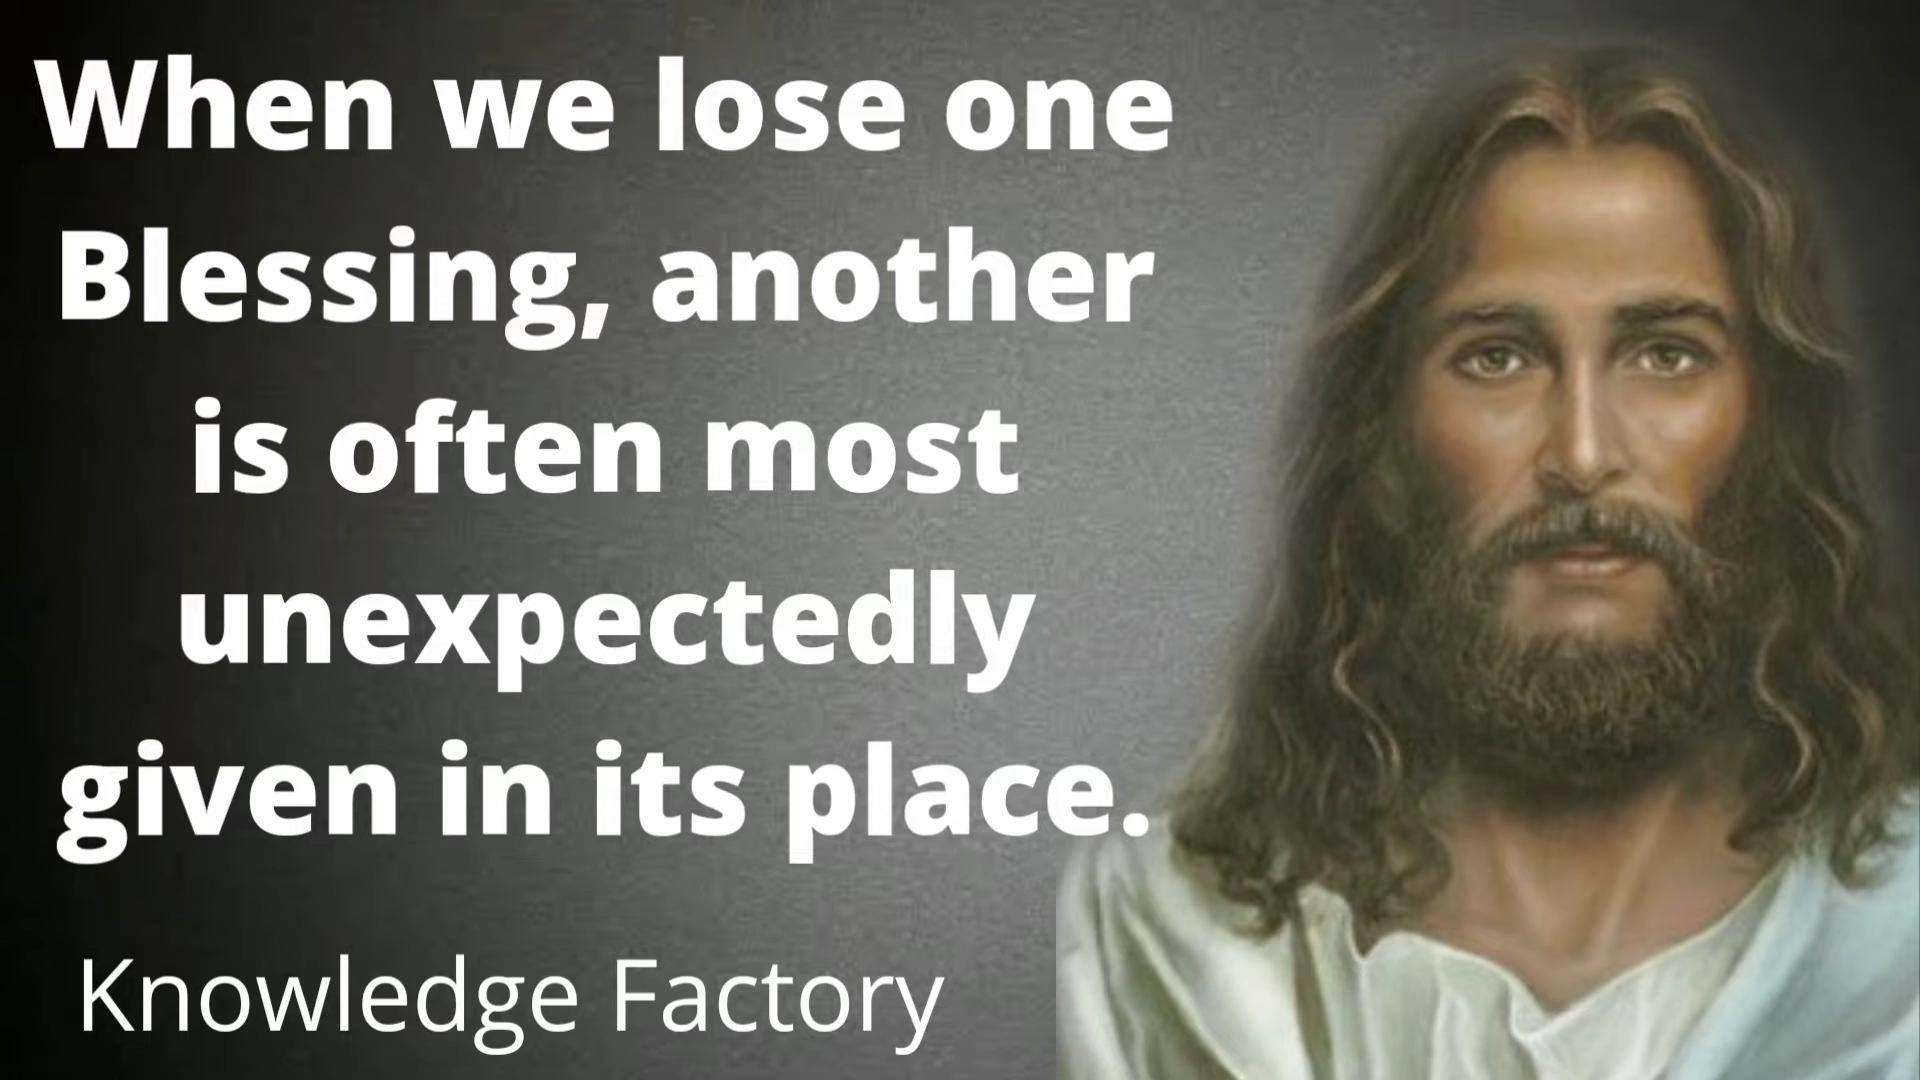 When we lose one
Blessing, another
is often most
unexpectedly
given in its place.
Knowledge Factory